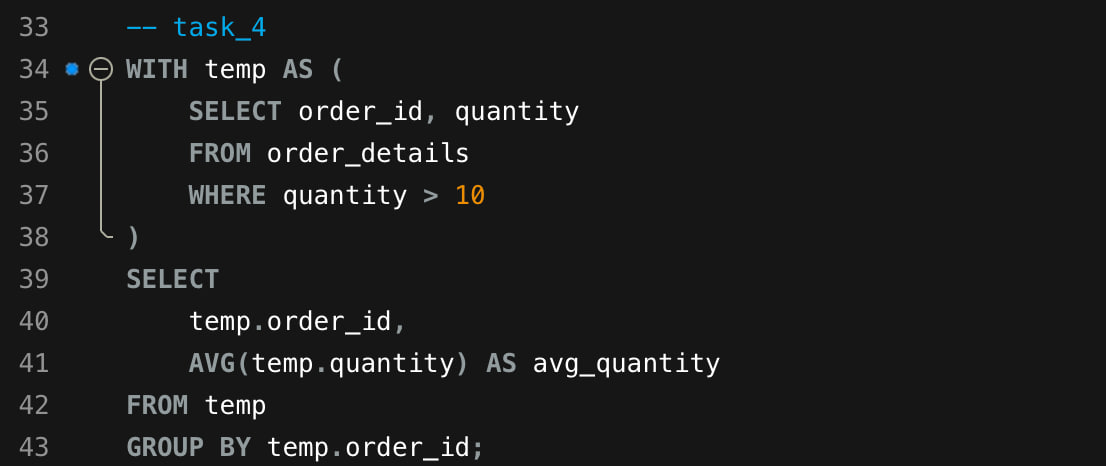 33 -- task_4
34 WITH temp AS (
35 SELECT order_id, quantity
36 FROM order_details
37 WHERE quantity > 10
38 )
39 SELECT
40 temp.order_id,
41 AVG(temp.quantity) AS avg_quantity
42 FROM temp
43 GROUP BY temp.order_id;